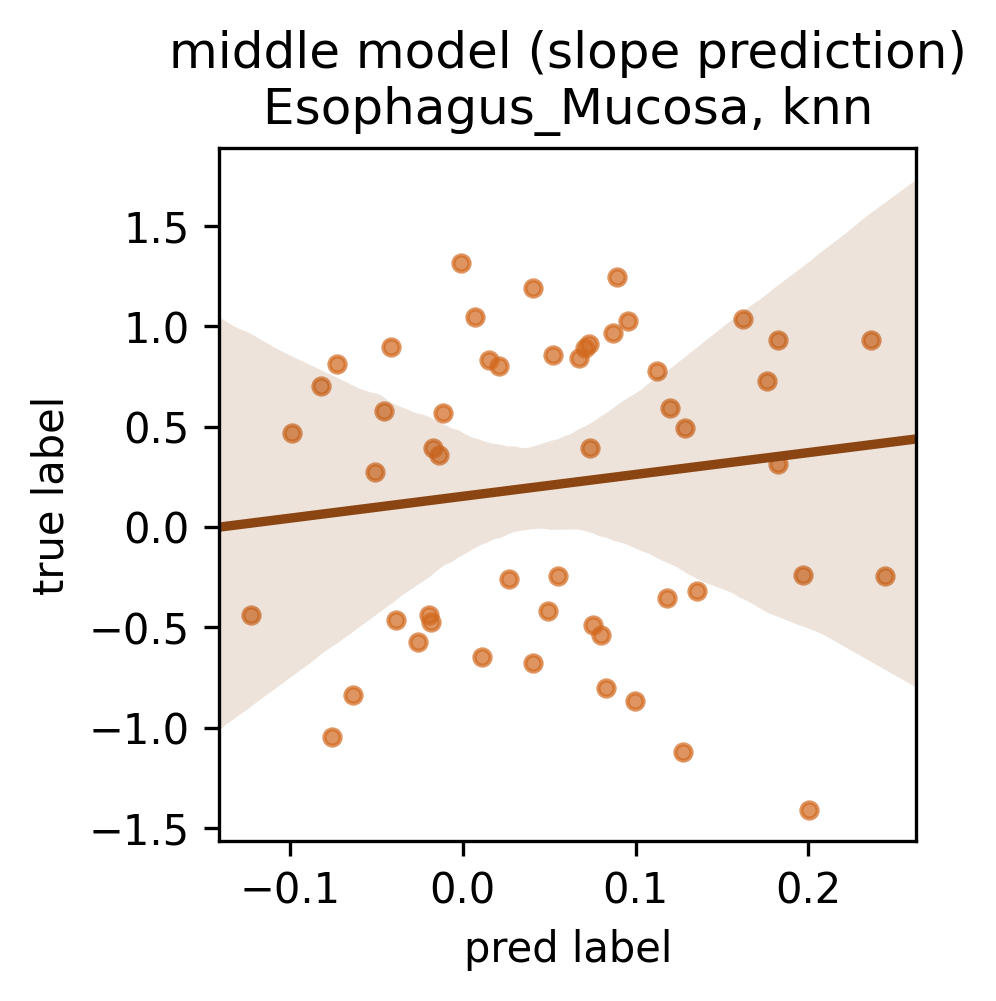 middle model (slope prediction)
Esophagus_Mucosa, knn
true label
1.5
1.0
0.5
0.0
−0.5
−1.0
−1.5
−0.1
0.0
0.1
0.2
pred label